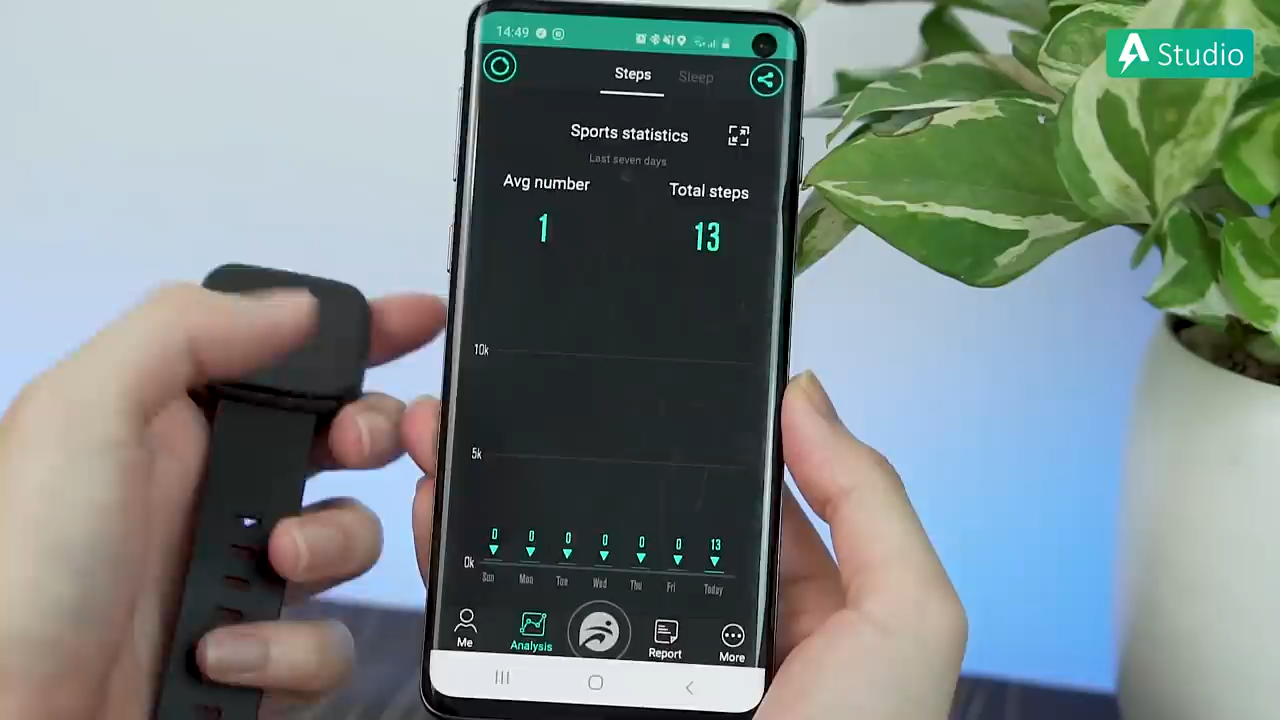 14:49
A Studio
Steps Sleep
Sports statistics
Last seven days
Avg number Total steps
1 13
10k
5k
0 0 0 0 0 0 13
0k
Sun Mon Tue Wed Thu Fri Today
Me Analysis Report More